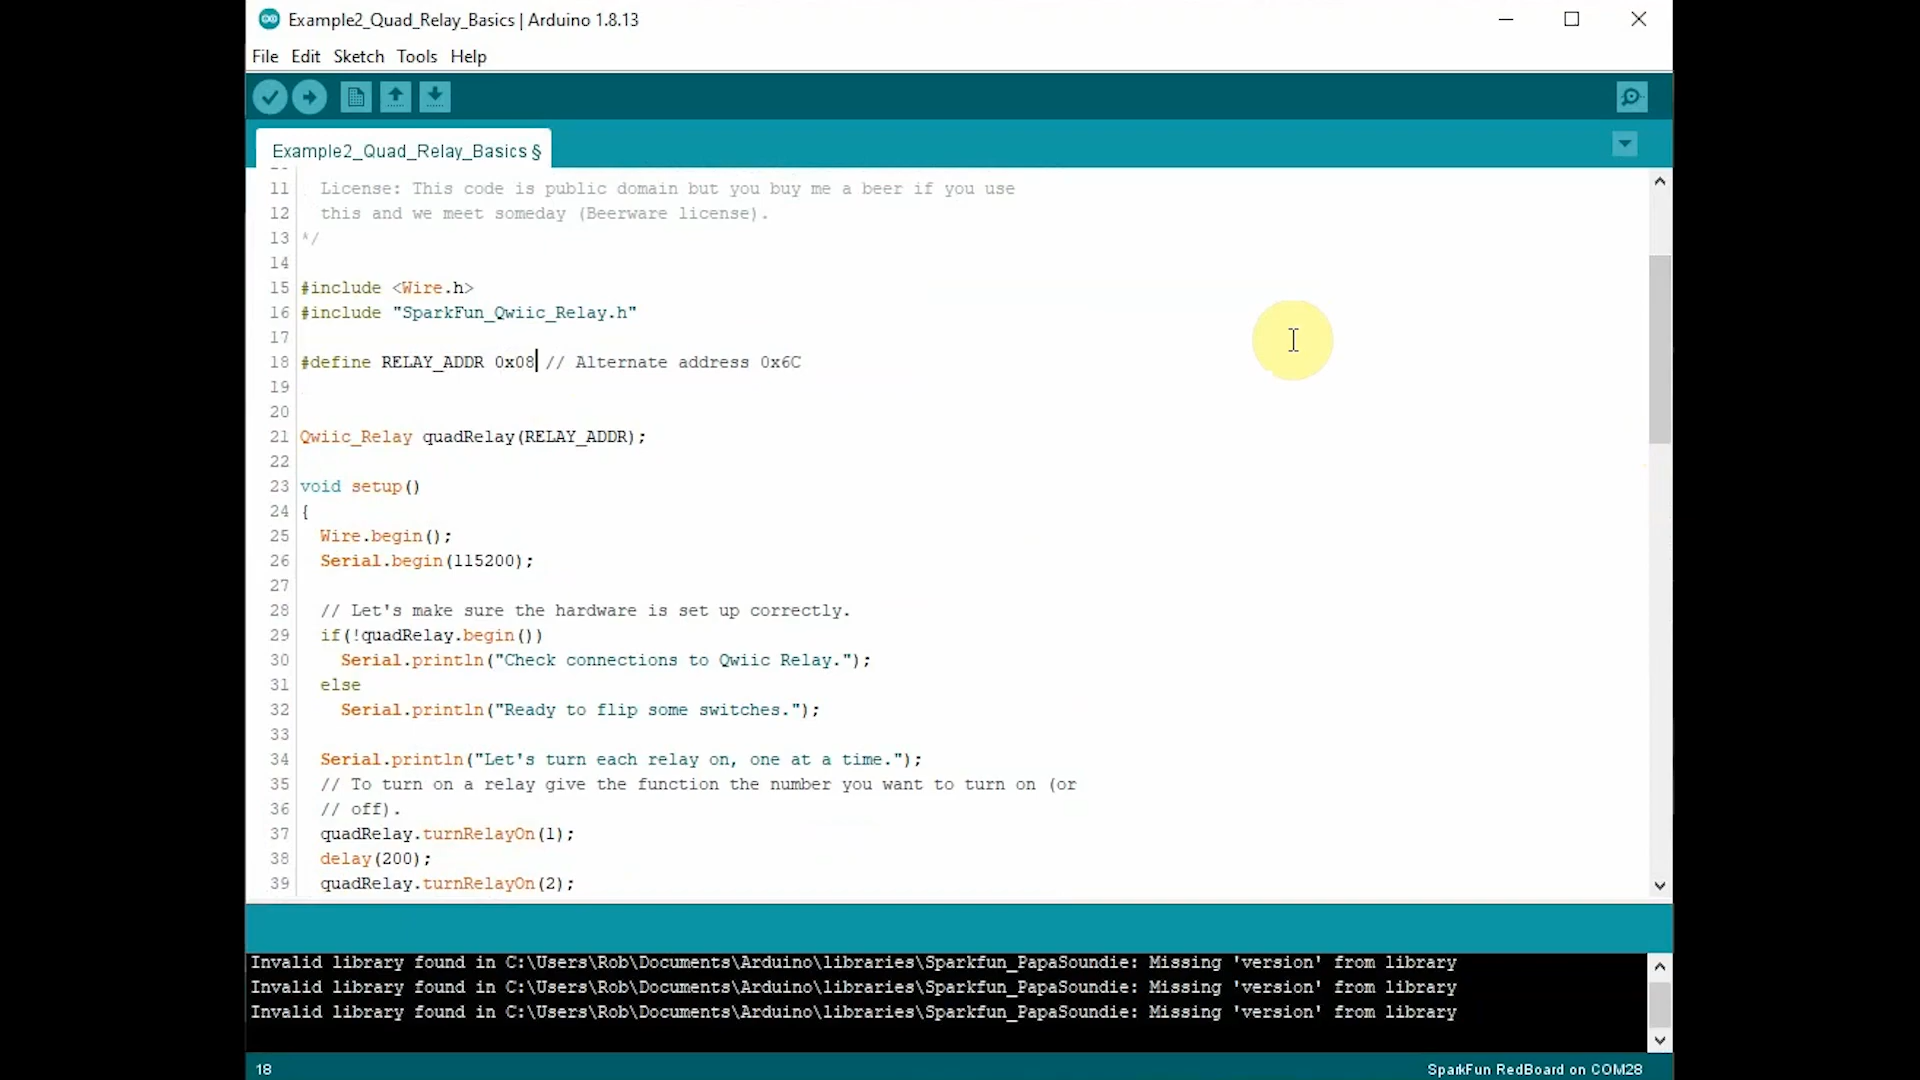 Example2_Quad_Relay_Basics | Arduino 1.8.13
File Edit Sketch Tools Help
Example2_Quad_Relay_Basics §
11 License: This code is public domain but you buy me a beer if you use
12 this and we meet someday (Beerware license).
13 */
14
15 #include <Wire.h>
16 #include "SparkFun_Qwiic_Relay.h"
17
18 #define RELAY_ADDR 0x08 // Alternate address 0x6C
19
20
21 Qwiic_Relay quadRelay(RELAY_ADDR);
22
23 void setup()
24 {
25 Wire.begin();
26 Serial.begin(115200);
27
28 // Let's make sure the hardware is set up correctly.
29 if(!quadRelay.begin())
30 Serial.println("Check connections to Qwiic Relay.");
31 else
32 Serial.println("Ready to flip some switches.");
33
34 Serial.println("Let's turn each relay on, one at a time.");
35 // To turn on a relay give the function the number you want to turn on (or
36 // off).
37 quadRelay.turnRelayOn(1);
38 delay(200);
39 quadRelay.turnRelayOn(2);
Invalid library found in C:\Users\Rob\Documents\Arduino\libraries\Sparkfun_PapaSoundie: Missing 'version' from library
Invalid library found in C:\Users\Rob\Documents\Arduino\libraries\Sparkfun_PapaSoundie: Missing 'version' from library
Invalid library found in C:\Users\Rob\Documents\Arduino\libraries\Sparkfun_PapaSoundie: Missing 'version' from library
18 SparkFun RedBoard on COM28